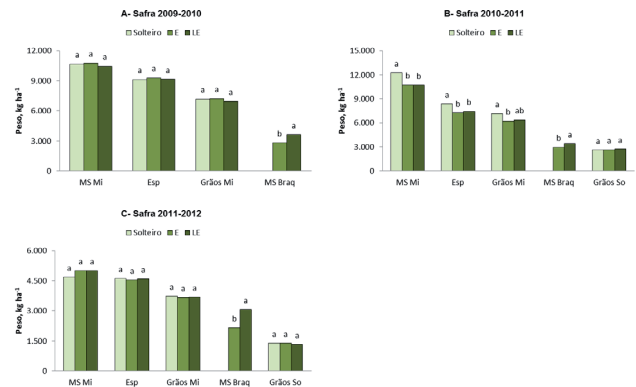 A- Safra 2009-2010
Solteiro E LE
Peso, kg ha-1
12.000
9.000
6.000
3.000
0
a a a
a a a
a a a
b a
MS Mi Esp Grãos Mi MS Braq
B- Safra 2010-2011
Solteiro E LE
Peso, kg ha-1
15.000
12.000
9.000
6.000
3.000
0
a b b
a b b
a b ab
b a
a a a
MS Mi Esp Grãos Mi MS Braq Grãos So
C- Safra 2011-2012
Solteiro E LE
Peso, kg ha-1
6.000
4.500
3.000
1.500
0
a a a
a a a
a a a
b a
a a a
MS Mi Esp Grãos Mi MS Braq Grãos So